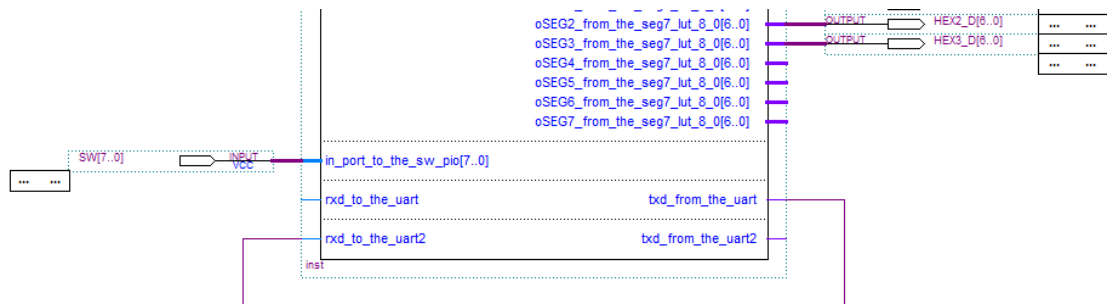 oSEG2_from_the_seg7_lut_8_0[6..0] OUTPUT HEX2_D[6..0] ... ...
oSEG3_from_the_seg7_lut_8_0[6..0] OUTPUT HEX3_D[6..0] ... ...
oSEG4_from_the_seg7_lut_8_0[6..0] ... ...
oSEG5_from_the_seg7_lut_8_0[6..0]
oSEG6_from_the_seg7_lut_8_0[6..0]
oSEG7_from_the_seg7_lut_8_0[6..0]
SW[7..0] INPUT in_port_to_the_sw_pio[7..0]
VCC
... ...
rxd_to_the_uart txd_from_the_uart
rxd_to_the_uart2 txd_from_the_uart2
inst